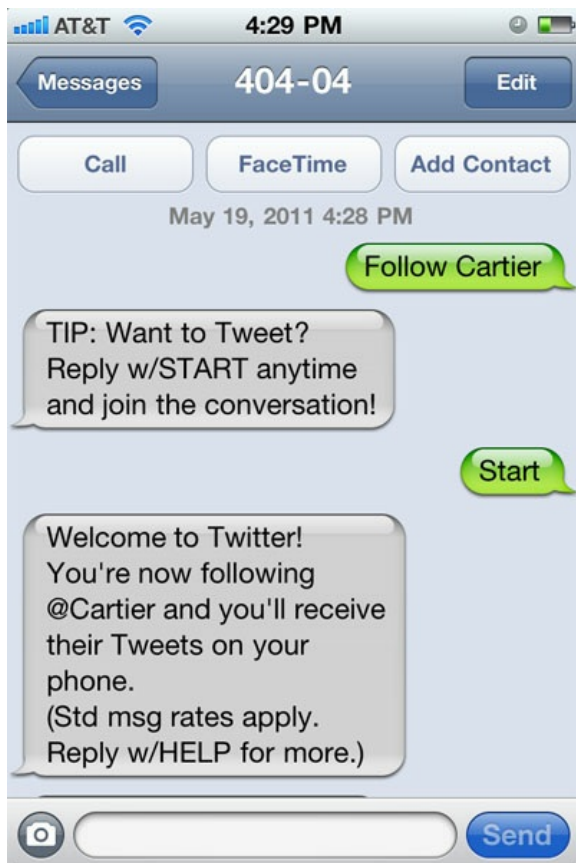 AT&T 4:29 PM
Messages 404-04 Edit
Call FaceTime Add Contact
May 19, 2011 4:28 PM
Follow Cartier
TIP: Want to Tweet?
Reply w/START anytime
and join the conversation!
Start
Welcome to Twitter!
You're now following
@Cartier and you'll receive
their Tweets on your
phone.
(Std msg rates apply.
Reply w/HELP for more.)
Send